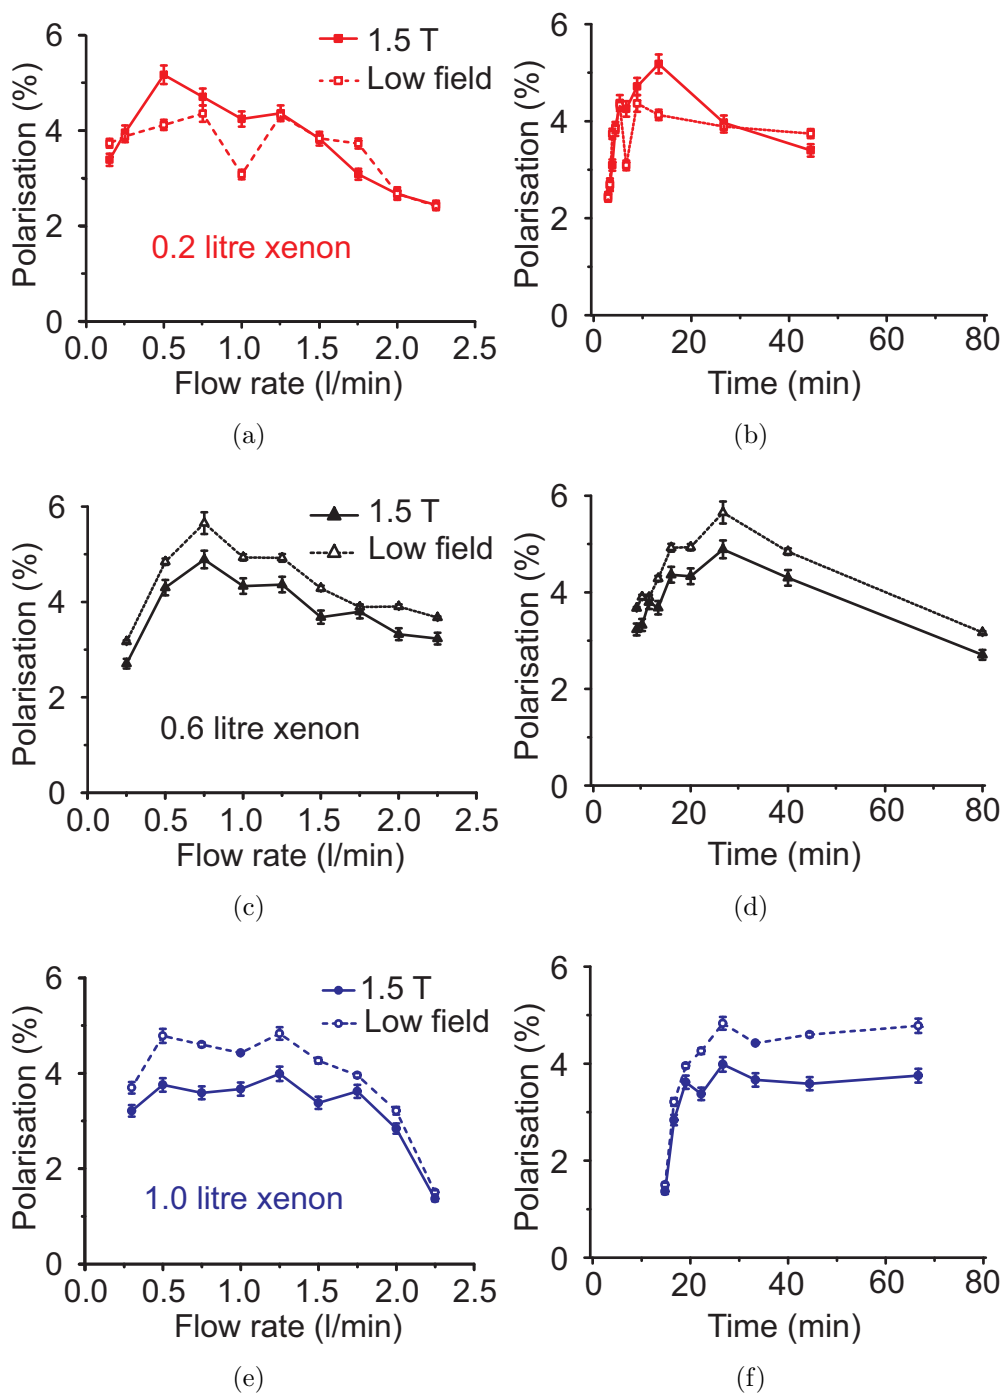 6
4
2
0
Polarisation (%)
1.5 T
Low field
0.2 litre xenon
0.0 0.5 1.0 1.5 2.0 2.5
Flow rate (l/min)
(a)
6
4
2
0
Polarisation (%)
0 20 40 60 80
Time (min)
(b)
6
4
2
0
Polarisation (%)
1.5 T
Low field
0.6 litre xenon
0.0 0.5 1.0 1.5 2.0 2.5
Flow rate (l/min)
(c)
6
4
2
0
Polarisation (%)
0 20 40 60 80
Time (min)
(d)
6
4
2
0
Polarisation (%)
1.5 T
Low field
1.0 litre xenon
0.0 0.5 1.0 1.5 2.0 2.5
Flow rate (l/min)
(e)
6
4
2
0
Polarisation (%)
0 20 40 60 80
Time (min)
(f)